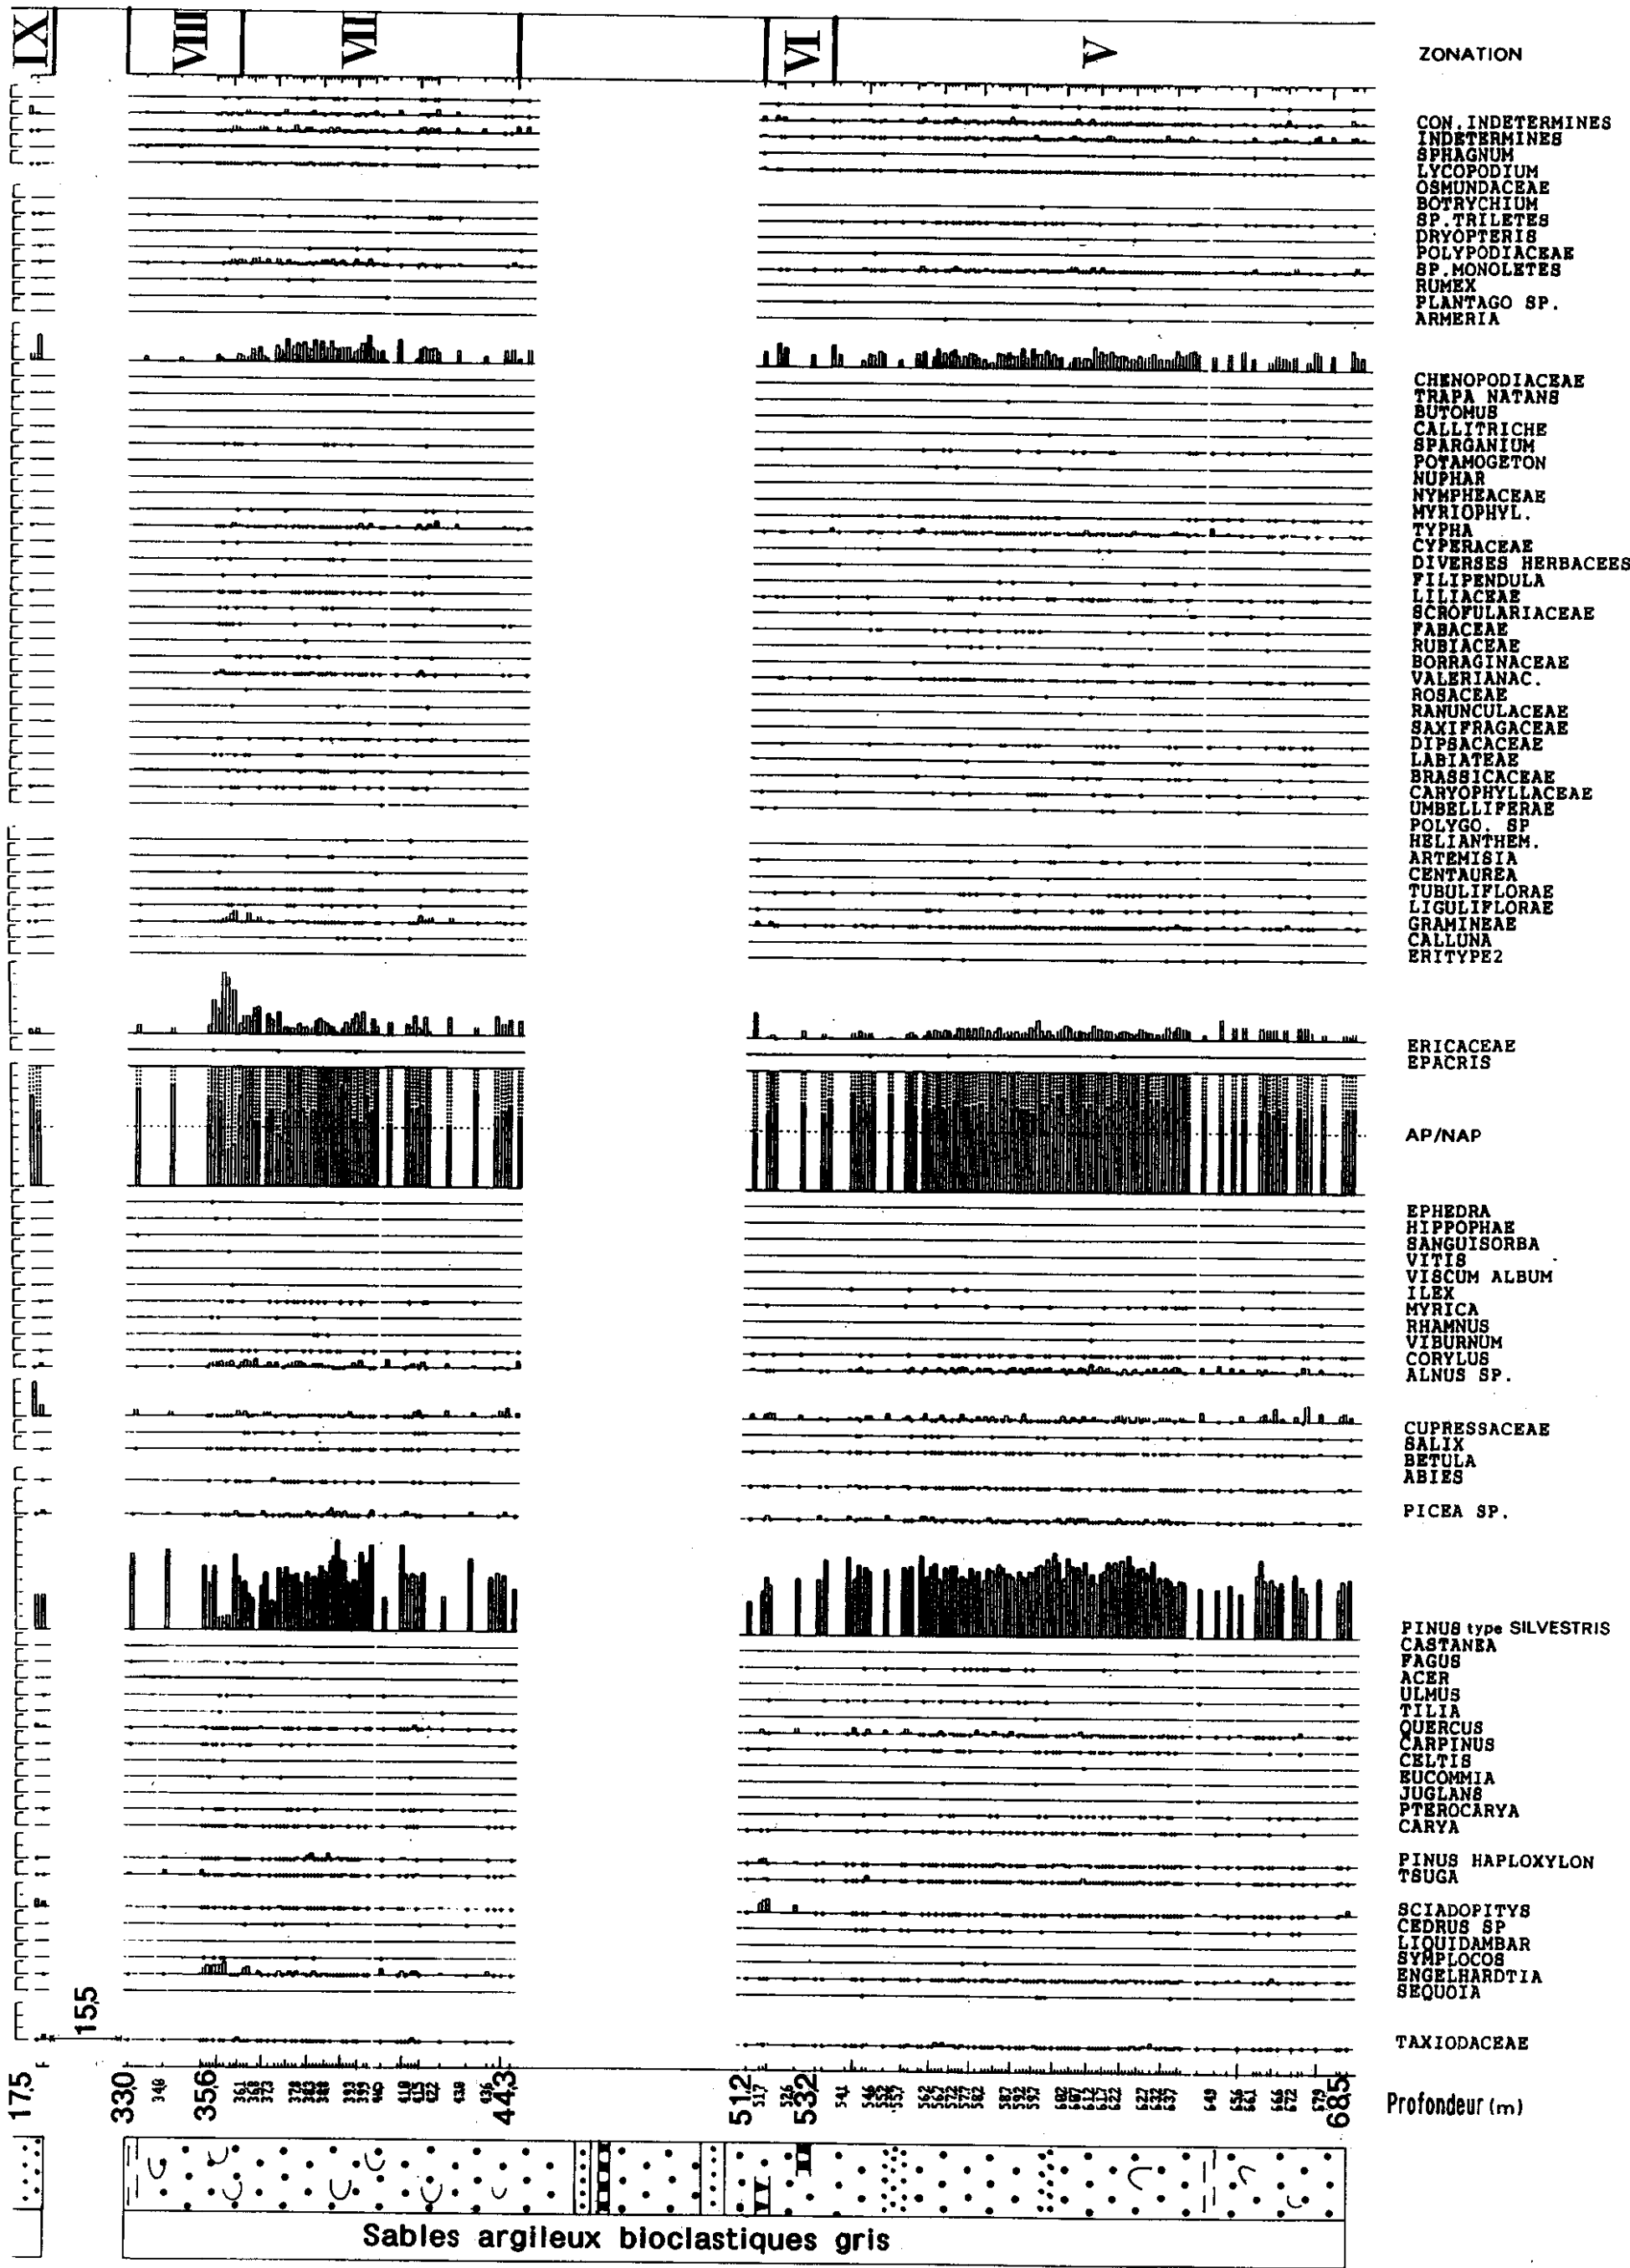 IX
VIII
VII
VI
V
ZONATION
CON.INDETERMINES
INDETERMINES
SPHAGNUM
LYCOPODIUM
OSMUNDACEAE
BOTRYCHIUM
SP.TRILETES
DRYOPTERIS
POLYPODIACEAE
SP.MONOLETES
RUMEX
PLANTAGO SP.
ARMERIA
CHENOPODIACEAE
TRAPA NATANS
BUTOMUS
CALLITRICHE
SPARGANIUM
POTAMOGETON
NUPHAR
NYMPHEACEAE
MYRIOPHYL.
TYPHA
CYPERACEAE
DIVERSES HERBACEES
FILIPENDULA
LILIACEAE
SCROFULARIACEAE
FABACEAE
RUBIACEAE
BORRAGINACEAE
VALERIANAC.
ROSACEAE
RANUNCULACEAE
SAXIFRAGACEAE
DIPSACACEAE
LABIATEAE
BRASSICACEAE
CARYOPHYLLACEAE
UMBELLIFERAE
POLYGO. SP
HELIANTHEM.
ARTEMISIA
CENTAUREA
TUBULIFLORAE
LIGULIFLORAE
GRAMINEAE
CALLUNA
ERITYPE2
ERICACEAE
EPACRIS
AP/NAP
EPHEDRA
HIPPOPHAE
SANGUISORBA
VITIS
VISCUM ALBUM
ILEX
MYRICA
RHAMNUS
VIBURNUM
CORYLUS
ALNUS SP.
CUPRESSACEAE
SALIX
BETULA
ABIES
PICEA SP.
PINUS type SILVESTRIS
CASTANEA
FAGUS
ACER
ULMUS
TILIA
QUERCUS
CARPINUS
CELTIS
EUCOMMIA
JUGLANS
PTEROCARYA
CARYA
PINUS HAPLOXYLON
TSUGA
SCIADOPITYS
CEDRUS SP
LIQUIDAMBAR
SYMPLOCOS
ENGELHARDTIA
SEQUOIA
TAXIODACEAE
15,5
17,5
33,0
35,6
44,3
51,2
53,2
68,5
Profondeur (m)
Sables argileux bioclastiques gris